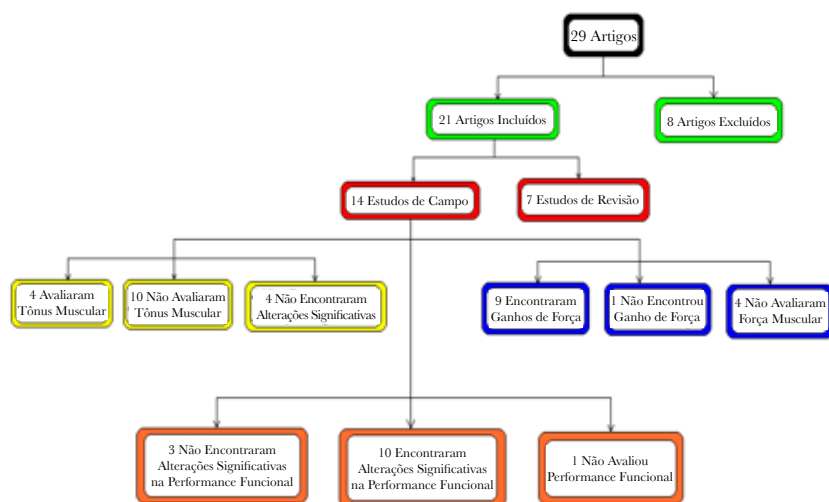 29 Artigos
21 Artigos Incluídos
8 Artigos Excluídos
14 Estudos de Campo
7 Estudos de Revisão
4 Avaliaram
Tônus Muscular
10 Não Avaliaram
Tônus Muscular
4 Não Encontraram
Alterações Significativas
9 Encontraram
Ganhos de Força
1 Não Encontrou
Ganho de Força
4 Não Avaliaram
Força Muscular
3 Não Encontraram
Alterações Significativas
na Performance Funcional
10 Encontraram
Alterações Significativas
na Performance Funcional
1 Não Avaliou
Performance Funcional